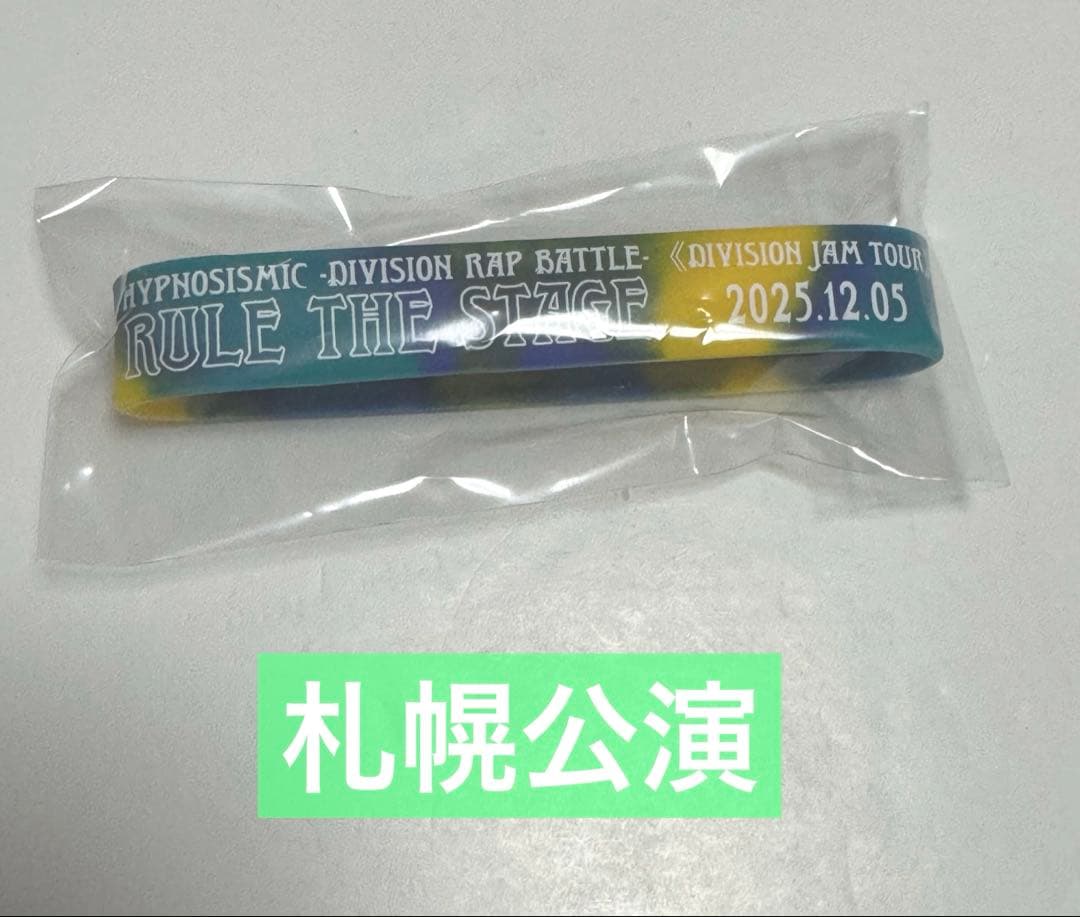 HYPNOSISMIC -DIVISION RAP BATTLE-
RULE THE STAGE
《DIVISION JAM TOUR》
2025.12.05
札幌公演